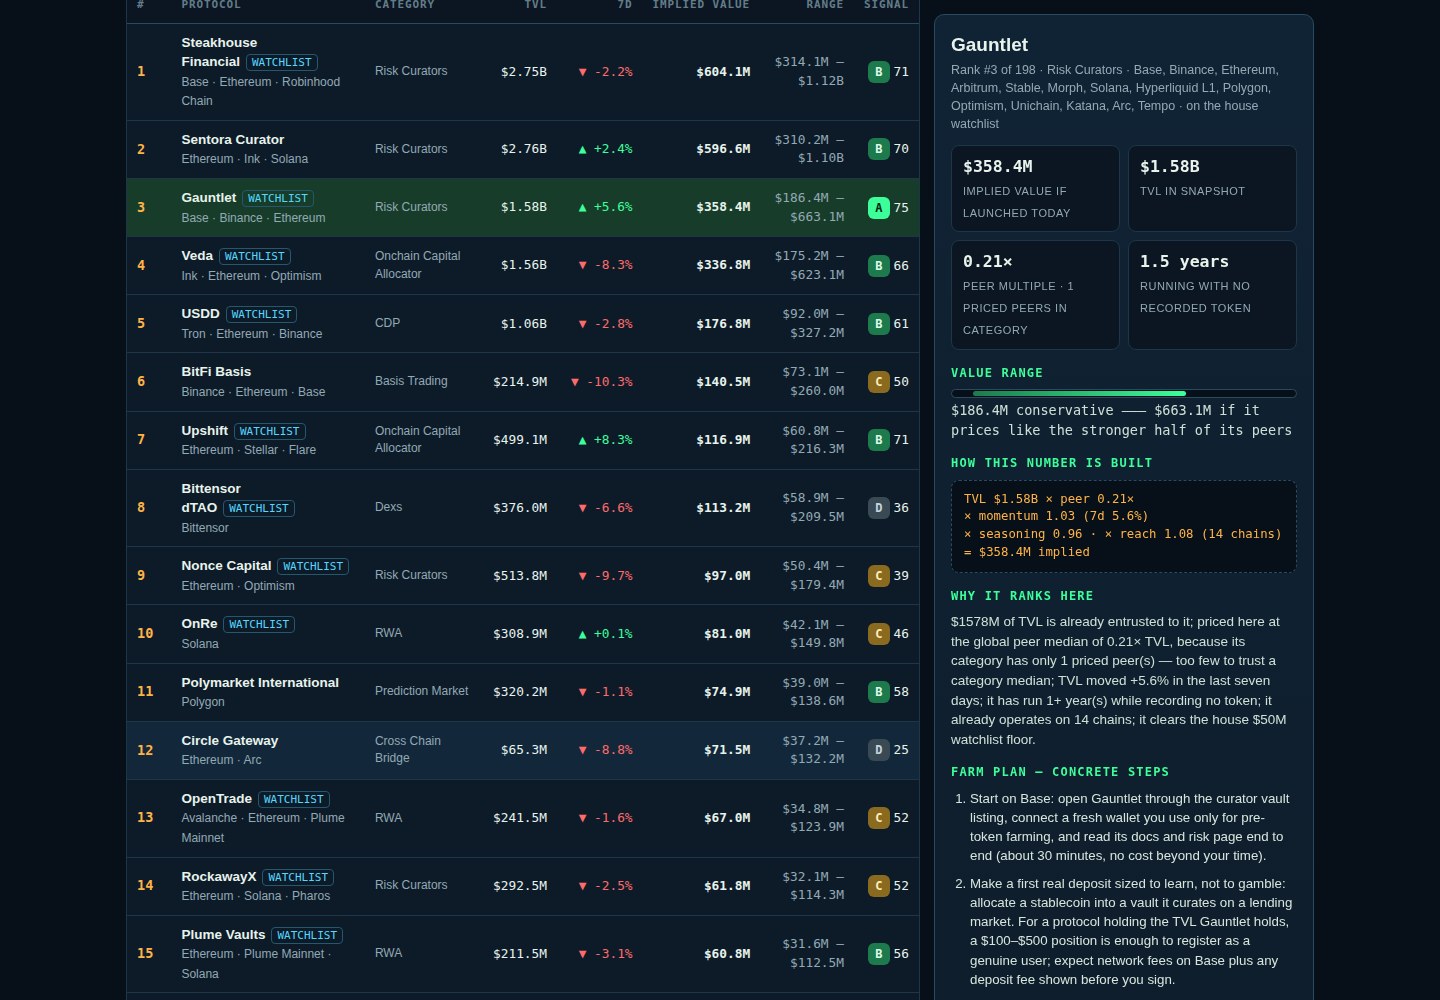 # PROTOCOL CATEGORY TVL 7D IMPLIED VALUE RANGE SIGNAL
1 Steakhouse Financial WATCHLIST Risk Curators $2.75B ▼ -2.2% $604.1M $314.1M — $1.12B B 71
Base · Ethereum · Robinhood Chain
2 Sentora Curator Risk Curators $2.76B ▲ +2.4% $596.6M $310.2M — $1.10B B 70
Ethereum · Ink · Solana
3 Gauntlet WATCHLIST Risk Curators $1.58B ▲ +5.6% $358.4M $186.4M — $663.1M A 75
Base · Binance · Ethereum
4 Veda WATCHLIST Onchain Capital Allocator $1.56B ▼ -8.3% $336.8M $175.2M — $623.1M B 66
Ink · Ethereum · Optimism
5 USDD WATCHLIST CDP $1.06B ▼ -2.8% $176.8M $92.0M — $327.2M B 61
Tron · Ethereum · Binance
6 BitFi Basis Basis Trading $214.9M ▼ -10.3% $140.5M $73.1M — $260.0M C 50
Binance · Ethereum · Base
7 Upshift WATCHLIST Onchain Capital Allocator $499.1M ▲ +8.3% $116.9M $60.8M — $216.3M B 71
Ethereum · Stellar · Flare
8 Bittensor dTAO WATCHLIST Dexs $376.0M ▼ -6.6% $113.2M $58.9M — $209.5M D 36
Bittensor
9 Nonce Capital WATCHLIST Risk Curators $513.8M ▼ -9.7% $97.0M $50.4M — $179.4M C 39
Ethereum · Optimism
10 OnRe WATCHLIST RWA $308.9M ▲ +0.1% $81.0M $42.1M — $149.8M C 46
Solana
11 Polymarket International Prediction Market $320.2M ▼ -1.1% $74.9M $39.0M — $138.6M B 58
Polygon
12 Circle Gateway Cross Chain Bridge $65.3M ▼ -8.8% $71.5M $37.2M — $132.2M D 25
Ethereum · Arc
13 OpenTrade WATCHLIST RWA $241.5M ▼ -1.6% $67.0M $34.8M — $123.9M C 52
Avalanche · Ethereum · Plume Mainnet
14 RockawayX WATCHLIST Risk Curators $292.5M ▼ -2.5% $61.8M $32.1M — $114.3M C 52
Ethereum · Solana · Pharos
15 Plume Vaults WATCHLIST RWA $211.5M ▼ -3.1% $60.8M $31.6M — $112.5M B 56
Ethereum · Plume Mainnet · Solana
Gauntlet
Rank #3 of 198 · Risk Curators · Base, Binance, Ethereum,
Arbitrum, Stable, Morph, Solana, Hyperliquid L1, Polygon,
Optimism, Unichain, Katana, Arc, Tempo · on the house
watchlist
$358.4M
IMPLIED VALUE IF
LAUNCHED TODAY
$1.58B
TVL IN SNAPSHOT
0.21×
PEER MULTIPLE · 1
PRICED PEERS IN
CATEGORY
1.5 years
RUNNING WITH NO
RECORDED TOKEN
VALUE RANGE
$186.4M conservative —— $663.1M if it
prices like the stronger half of its peers
HOW THIS NUMBER IS BUILT
TVL $1.58B × peer 0.21×
× momentum 1.03 (7d 5.6%)
× seasoning 0.96 · × reach 1.08 (14 chains)
= $358.4M implied
WHY IT RANKS HERE
$1578M of TVL is already entrusted to it; priced here at
the global peer median of 0.21× TVL, because its
category has only 1 priced peer(s) — too few to trust a
category median; TVL moved +5.6% in the last seven
days; it has run 1+ year(s) while recording no token; it
already operates on 14 chains; it clears the house $50M
watchlist floor.
FARM PLAN — CONCRETE STEPS
1. Start on Base: open Gauntlet through the curator vault
listing, connect a fresh wallet you use only for pre-
token farming, and read its docs and risk page end to
end (about 30 minutes, no cost beyond your time).
2. Make a first real deposit sized to learn, not to gamble:
allocate a stablecoin into a vault it curates on a lending
market. For a protocol holding the TVL Gauntlet holds,
a $100–$500 position is enough to register as a
genuine user; expect network fees on Base plus any
deposit fee shown before you sign.